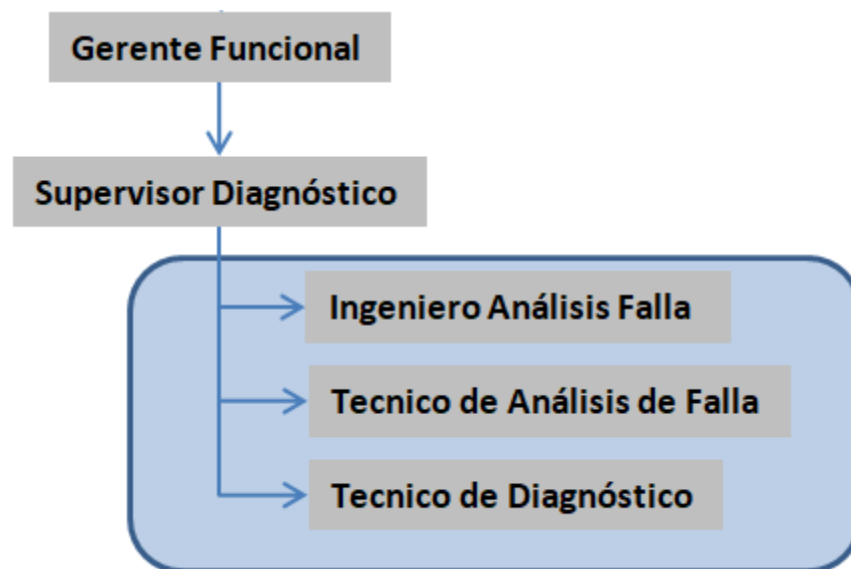 Gerente Funcional
Supervisor Diagnóstico
Ingeniero Análisis Falla
Tecnico de Análisis de Falla
Tecnico de Diagnóstico